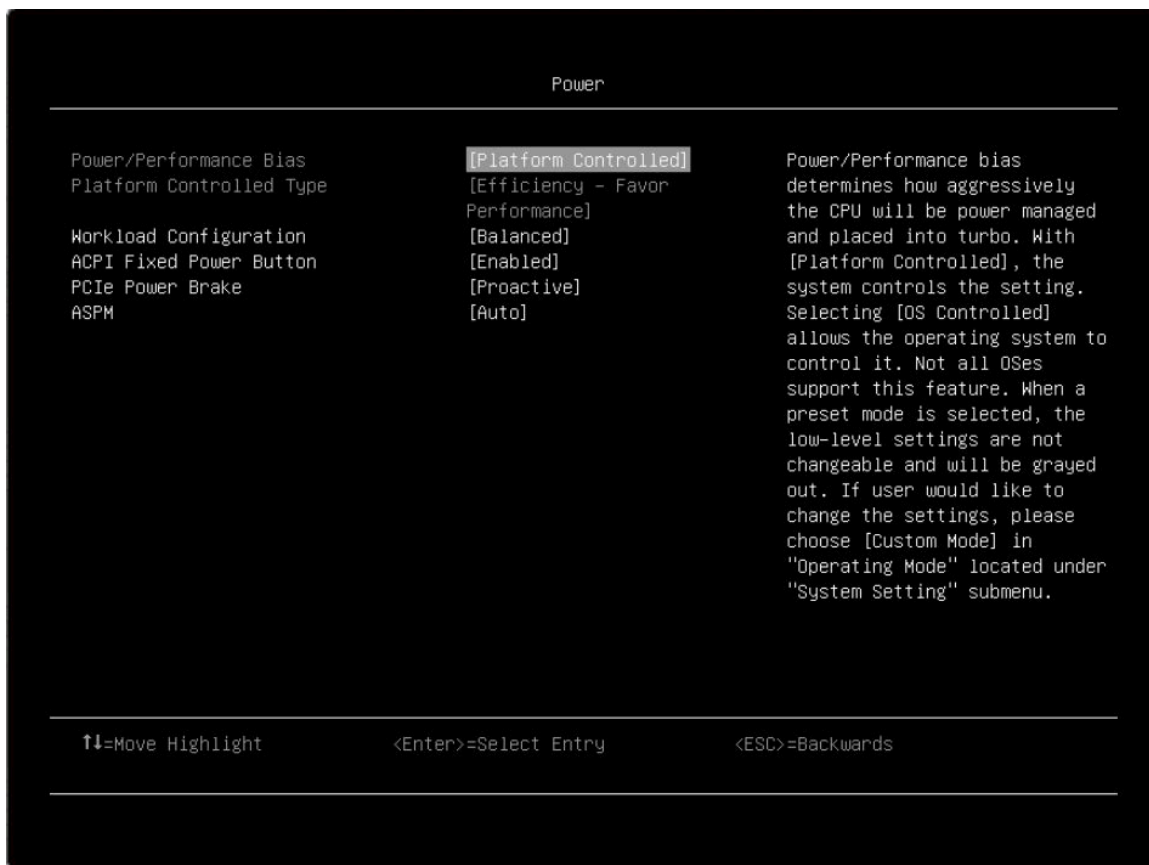 Power
Power/Performance Bias [Platform Controlled]
Platform Controlled Type [Efficiency - Favor
Performance]
Workload Configuration [Balanced]
ACPI Fixed Power Button [Enabled]
PCIe Power Brake [Proactive]
ASPM [Auto]
Power/Performance bias
determines how aggressively
the CPU will be power managed
and placed into turbo. With
[Platform Controlled], the
system controls the setting.
Selecting [OS Controlled]
allows the operating system to
control it. Not all OSes
support this feature. When a
preset mode is selected, the
low-level settings are not
changeable and will be grayed
out. If user would like to
change the settings, please
choose [Custom Mode] in
"Operating Mode" located under
"System Setting" submenu.
↑↓=Move Highlight <Enter>=Select Entry <ESC>=Backwards